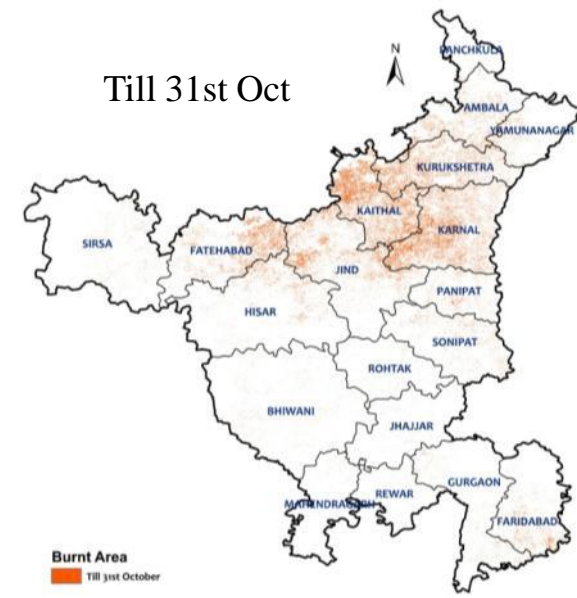 Till 31st Oct
N
PANCHKULA
AMBALA
YAMUNANAGAR
KURUKSHETRA
KAITHAL
KARNAL
SIRSA
FATEHABAD
JIND
PANIPAT
HISAR
SONIPAT
ROHTAK
BHIWANI
JHAJJAR
GURGAON
MAHENDRAGARH
REWAR
FARIDABAD
Burnt Area
Till 31st October